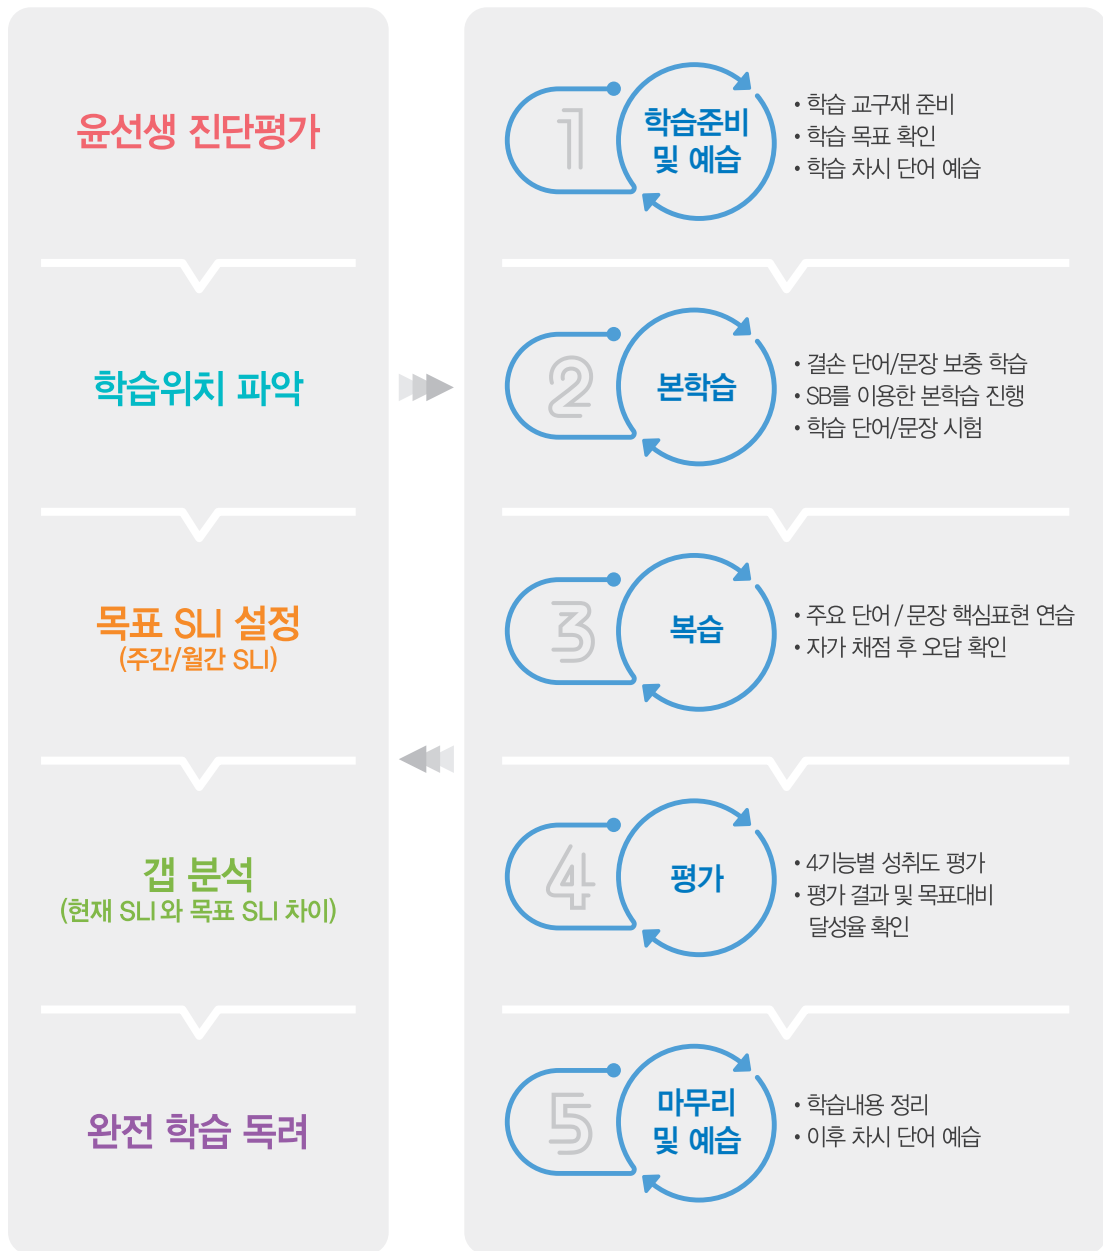 윤선생 진단평가
학습위치 파악
목표 SLI 설정
(주간/월간 SLI)
갭 분석
(현재 SLI 와 목표 SLI 차이)
완전 학습 독려
1
학습준비
및 예습
• 학습 교구재 준비
• 학습 목표 확인
• 학습 차시 단어 예습
2
본학습
• 결손 단어/문장 보충 학습
• SB를 이용한 본학습 진행
• 학습 단어/문장 시험
3
복습
• 주요 단어 / 문장 핵심표현 연습
• 자가 채점 후 오답 확인
4
평가
• 4기능별 성취도 평가
• 평가 결과 및 목표대비
달성율 확인
5
마무리
및 예습
• 학습내용 정리
• 이후 차시 단어 예습